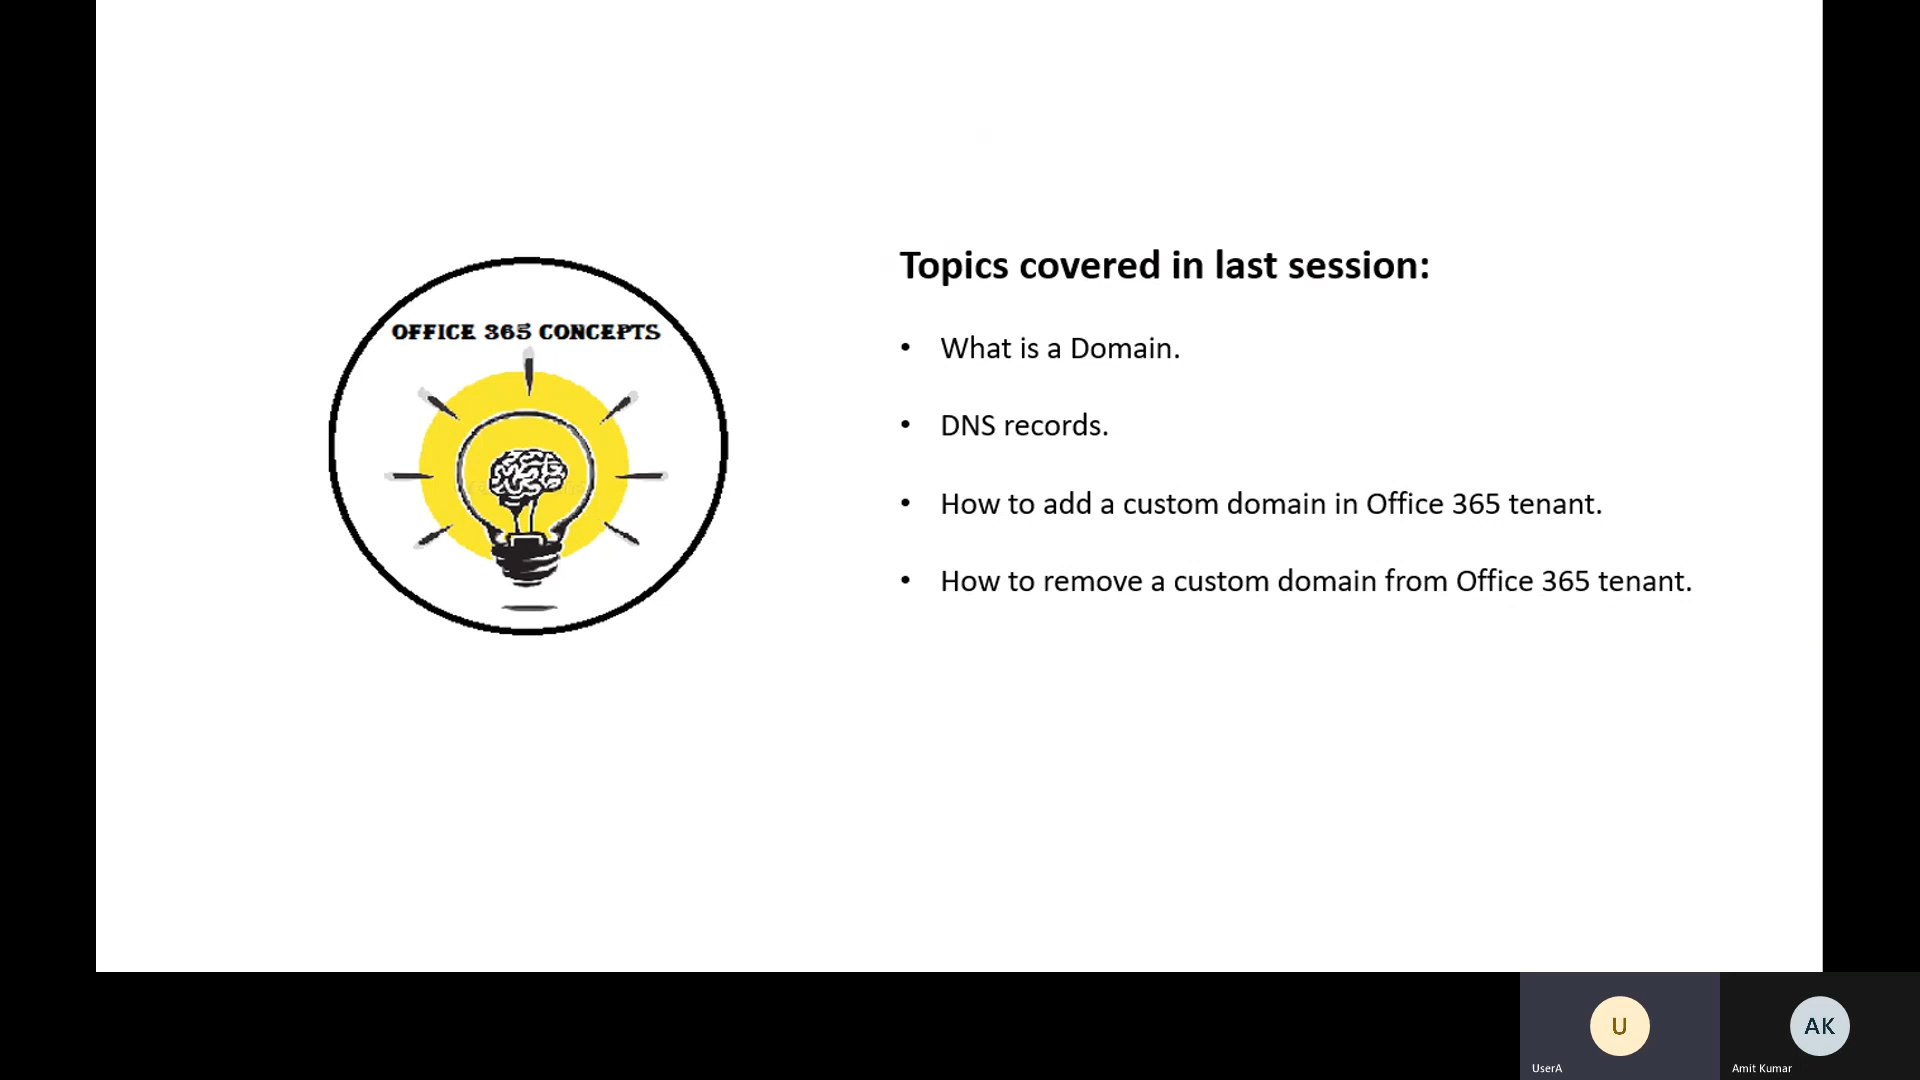 OFFICE 365 CONCEPTS
Topics covered in last session:
• What is a Domain.
• DNS records.
• How to add a custom domain in Office 365 tenant.
• How to remove a custom domain from Office 365 tenant.
U
UserA
AK
Amit Kumar